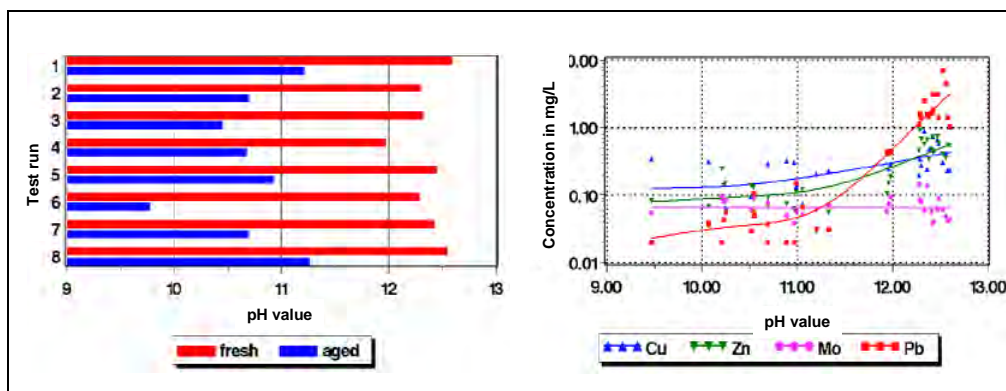 Test run
1
2
3
4
5
6
7
8
9 10 11 12 13
pH value
fresh aged
Concentration in mg/L
0.00
1.00
0.10
0.01
9.00 10.00 11.00 12.00 13.00
pH value
Cu Zn Mo Pb